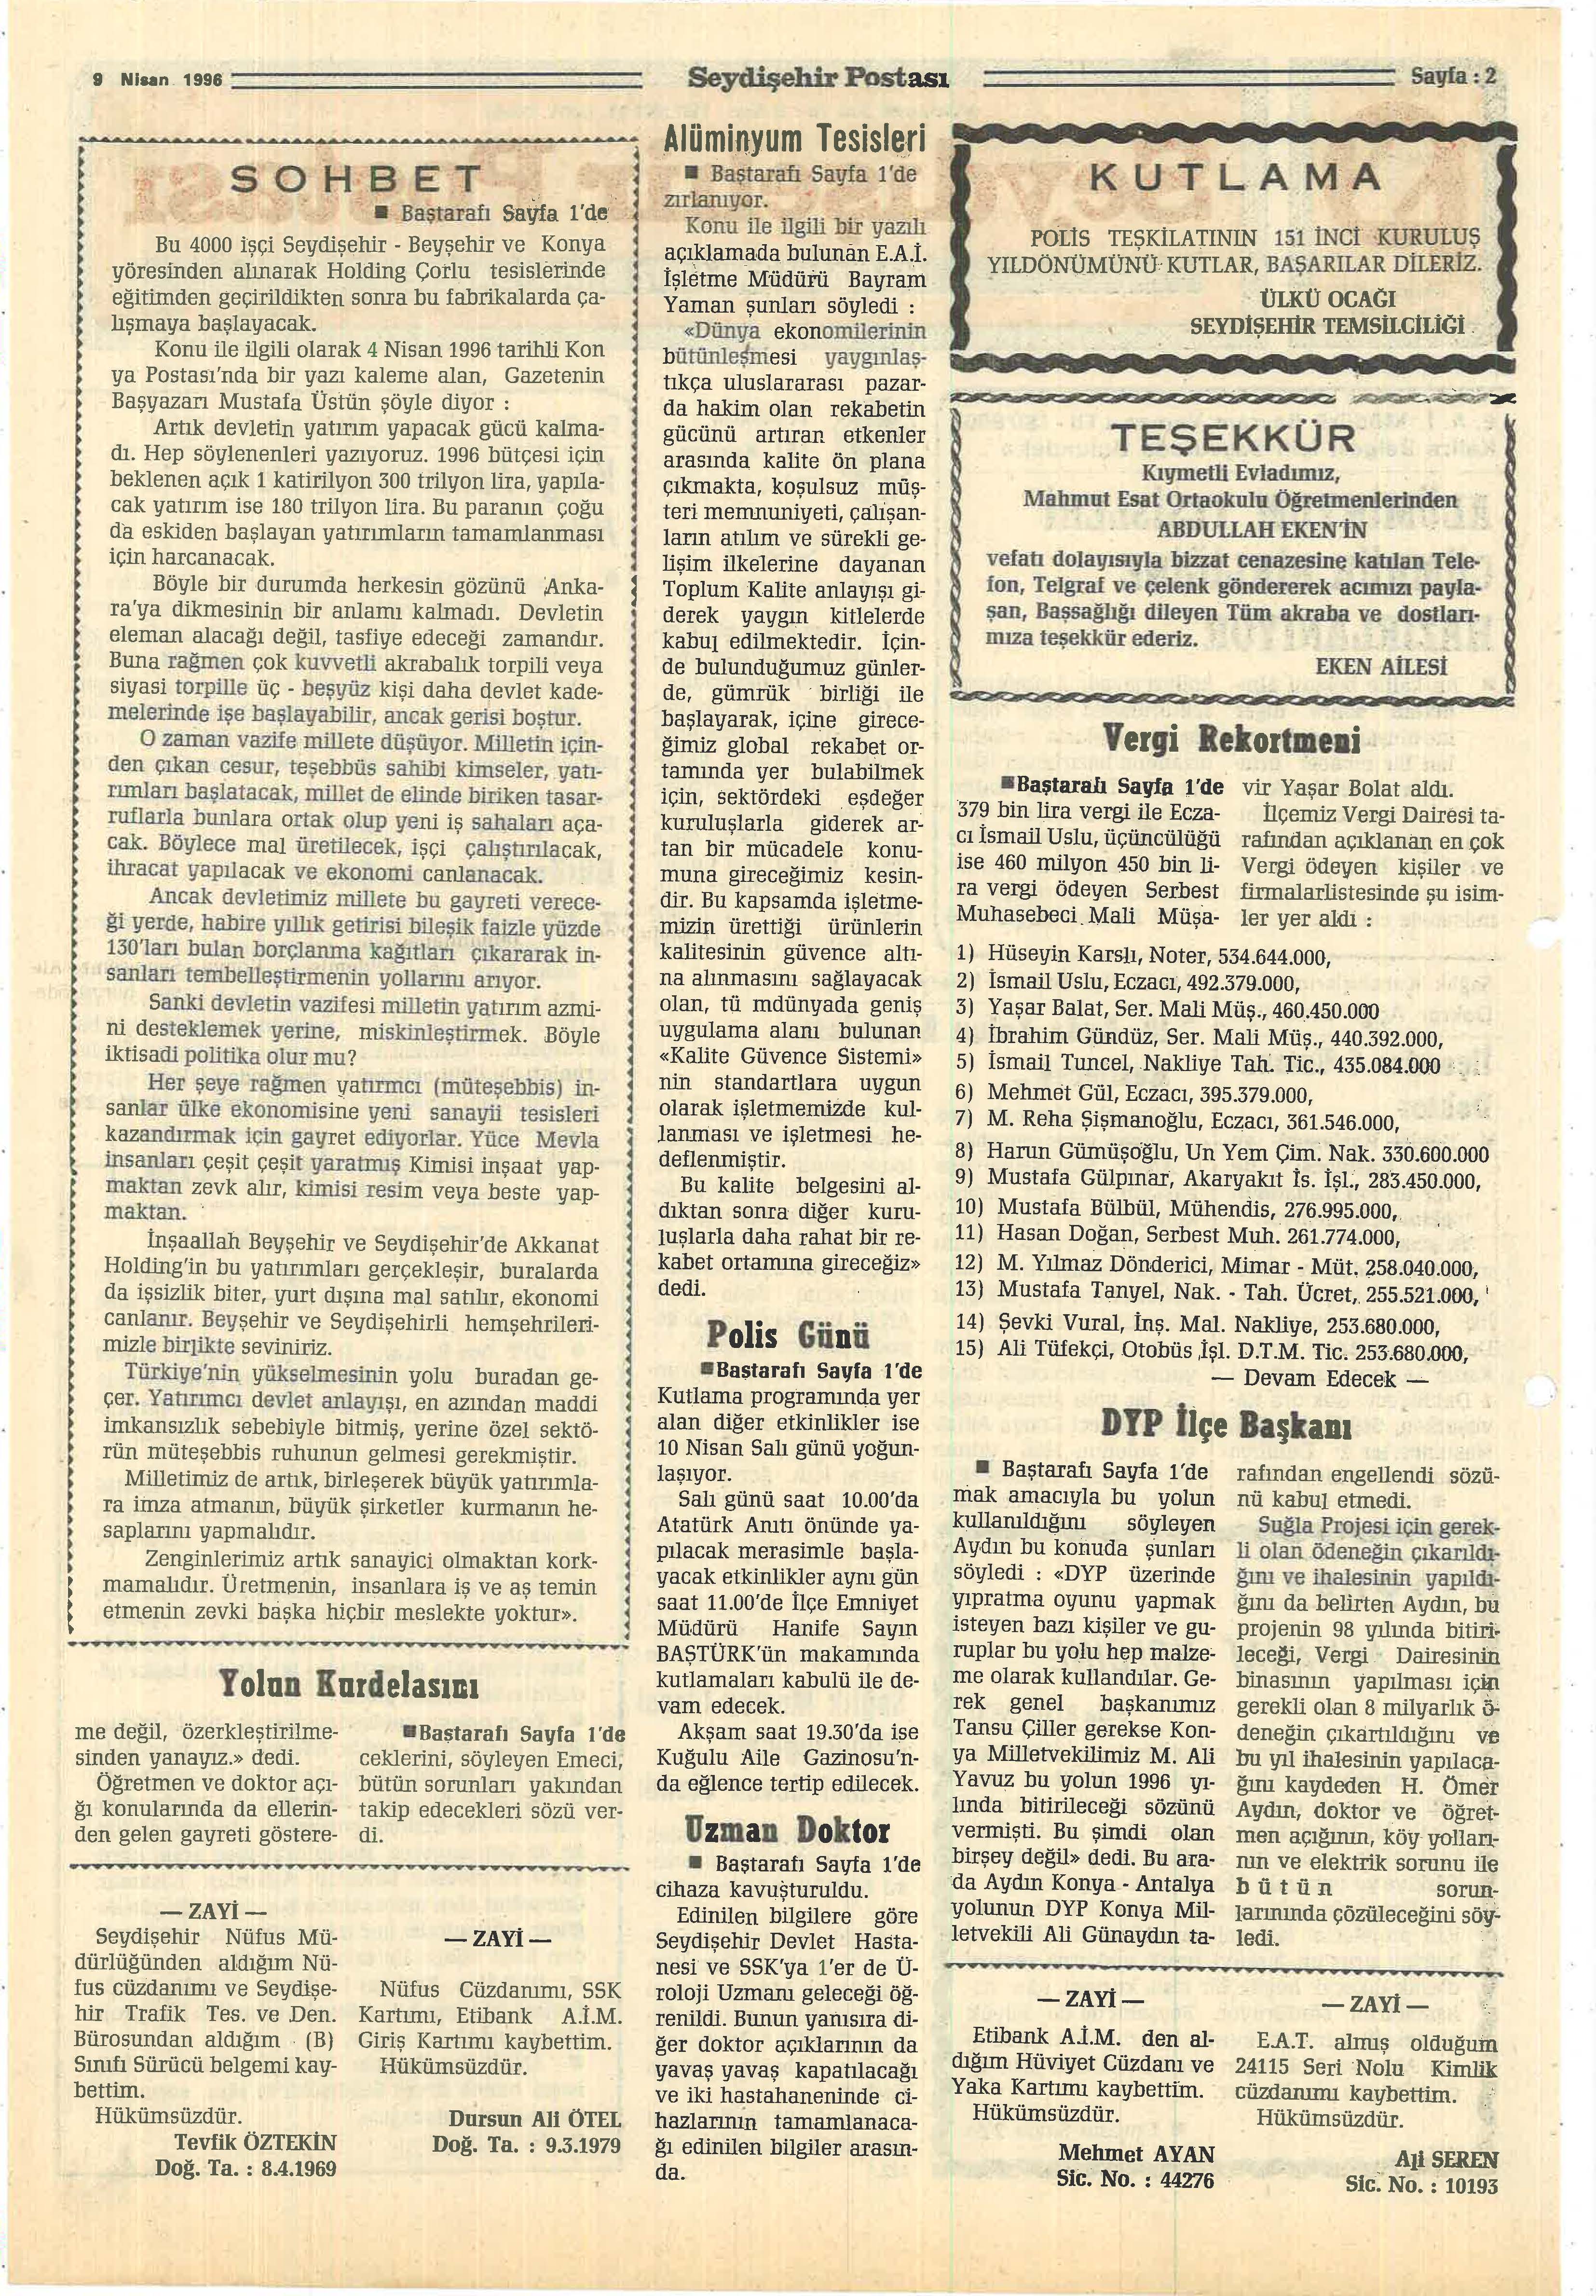 9 Nisan 1996
Seydişehir Postası
Sayfa : 2
SOHBET
■ Baştarafı Sayfa 1'de
Bu 4000 işçi Seydişehir - Beyşehir ve Konya
yöresinden alınarak Holding Çorlu tesislerinde
eğitimden geçirildikten sonra bu fabrikalarda ça-
lışmaya başlayacak.
Konu ile ilgili olarak 4 Nisan 1996 tarihli Kon
ya Postası'nda bir yazı kaleme alan, Gazetenin
Başyazarı Mustafa Üstün şöyle diyor :
Artık devletin yatırım yapacak gücü kalma-
dı. Hep söylenenleri yazıyoruz. 1996 bütçesi için
beklenen açık 1 katirilyon 300 trilyon lira, yapıla-
cak yatırım ise 180 trilyon lira. Bu paranın çoğu
da eskiden başlayan yatırımların tamamlanması
için harcanacak.
Böyle bir durumda herkesin gözünü Anka-
ra'ya dikmesinin bir anlamı kalmadı. Devletin
eleman alacağı değil, tasfiye edeceği zamandır.
Buna rağmen çok kuvvetli akrabalık torpili veya
siyasi torpille üç - beşyüz kişi daha devlet kade-
melerinde işe başlayabilir, ancak gerisi boştur.
O zaman vazife millete düşüyor. Milletin için-
den çıkan cesur, teşebbüs sahibi kimseler, yatı-
rımları başlatacak, millet de elinde biriken tasar-
ruflarla bunlara ortak olup yeni iş sahaları aça-
cak. Böylece mal üretilecek, işçi çalıştırılacak,
ihracat yapılacak ve ekonomi canlanacak.
Ancak devletimiz millete bu gayreti verece-
ği yerde, habire yıllık getirisi bileşik faizle yüzde
130'ları bulan borçlanma kağıtları çıkararak in-
sanları tembelleştirmenin yollarını arıyor.
Sanki devletin vazifesi milletin yatırım azmi-
ni desteklemek yerine, miskinleştirmek. Böyle
iktisadi politika olur mu?
Her şeye rağmen yatırmcı (müteşebbis) in-
sanlar ülke ekonomisine yeni sanayii tesisleri
kazandırmak için gayret ediyorlar. Yüce Mevla
insanları çeşit çeşit yaratmış Kimisi inşaat yap-
maktan zevk alır, kimisi resim veya beste yap-
maktan.
İnşaallah Beyşehir ve Seydişehir'de Akkanat
Holding'in bu yatırımları gerçekleşir, buralarda
da işsizlik biter, yurt dışına mal satılır, ekonomi
canlanır. Beyşehir ve Seydişehirli hemşehrileri-
mizle birlikte seviniriz.
Türkiye'nin yükselmesinin yolu buradan ge-
çer. Yatırımcı devlet anlayışı, en azından maddi
imkansızlık sebebiyle bitmiş, yerine özel sektö-
rün müteşebbis ruhunun gelmesi gerekmiştir.
Milletimiz de artık, birleşerek büyük yatırımla-
ra imza atmanın, büyük şirketler kurmanın he-
saplarını yapmalıdır.
Zenginlerimiz artık sanayici olmaktan kork-
mamalıdır. Üretmenin, insanlara iş ve aş temin
etmenin zevki başka hiçbir meslekte yoktur».
Yolun Kurdelasını
■Baştarafı Sayfa 1'de
ceklerini, söyleyen Emeci,
bütün sorunları yakından
takip edecekleri sözü ver-
di.
me değil, özerkleştirilme-
sinden yanayız.» dedi.
Öğretmen ve doktor açı-
ğı konularında da ellerin-
den gelen gayreti göstere-
— ZAYİ —
Seydişehir Nüfus Mü-
dürlüğünden aldığım Nü-
fus cüzdanımı ve Seydişe-
hir Trafik Tes. ve Den.
Bürosundan aldığım (B)
Sınıfı Sürücü belgemi kay-
bettim.
Hükümsüzdür.
Tevfik ÖZTEKİN
Doğ. Ta. : 8.4.1969
— ZAYİ —
Nüfus Cüzdanımı, SSK
Kartımı, Etibank A.İ.M.
Giriş Kartımı kaybettim.
Hükümsüzdür.
Dursun Ali ÖTEL
Doğ. Ta. : 9.3.1979
Alüminyum Tesisleri
■ Baştarafı Sayfa 1'de
zırlanıyor.
Konu ile ilgili bir yazılı
açıklamada bulunan E.A.İ.
İşletme Müdürü Bayram
Yaman şunları söyledi :
«Dünya ekonomilerinin
bütünleşmesi yaygınlaş-
tıkça uluslararası pazar-
da hakim olan rekabetin
gücünü artıran etkenler
arasında kalite ön plana
çıkmakta, koşulsuz müş-
teri memnuniyeti, çalışan-
ların atılım ve sürekli ge-
lişim ilkelerine dayanan
Toplum Kalite anlayışı gi-
derek yaygın kitlelerde
kabul edilmektedir. İçin-
de bulunduğumuz günler-
de, gümrük birliği ile
başlayarak, içine girece-
ğimiz global rekabet or-
tamında yer bulabilmek
için, sektördeki eşdeğer
kuruluşlarla giderek ar-
tan bir mücadele konu-
muna gireceğimiz kesin-
dir. Bu kapsamda işletme-
mizin ürettiği ürünlerin
kalitesinin güvence altı-
na alınmasını sağlayacak
olan, tü mdünyada geniş
uygulama alanı bulunan
«Kalite Güvence Sistemi»
nin standartlara uygun
olarak işletmemizde kul-
lanması ve işletmesi he-
deflenmiştir.
Bu kalite belgesini al-
dıktan sonra diğer kuru-
luşlarla daha rahat bir re-
kabet ortamına gireceğiz»
dedi.
Polis Günü
■Baştarafı Sayfa 1'de
Kutlama programında yer
alan diğer etkinlikler ise
10 Nisan Salı günü yoğun-
laşıyor.
Salı günü saat 10.00'da
Atatürk Anıtı önünde ya-
pılacak merasimle başla-
yacak etkinlikler aynı gün
saat 11.00'de İlçe Emniyet
Müdürü Hanife Sayın
BAŞTÜRK'ün makamında
kutlamaları kabulü ile de-
vam edecek.
Akşam saat 19.30'da ise
Kuğulu Aile Gazinosu'n-
da eğlence tertip edilecek.
Uzman Doktor
■ Baştarafı Sayfa 1'de
cihaza kavuşturuldu.
Edinilen bilgilere göre
Seydişehir Devlet Hasta-
nesi ve SSK'ya 1'er de Ü-
roloji Uzmanı geleceği öğ-
renildi. Bunun yanısıra di-
ğer doktor açıklarının da
yavaş yavaş kapatılacağı
ve iki hastahaneninde ci-
hazlarının tamamlanaca-
ğı edinilen bilgiler arasın-
da.
KUTLAMA
POLİS TEŞKİLATININ 151 İNCİ KURULUŞ
YILDÖNÜMÜNÜ KUTLAR, BAŞARILAR DİLERİZ.
ÜLKÜ OCAĞI
SEYDİŞEHİR TEMSİLCİLİĞİ
TEŞEKKÜR
Kıymetli Evladımız,
Mahmut Esat Ortaokulu Öğretmenlerinden
ABDULLAH EKEN'İN
vefatı dolayısıyla bizzat cenazesine katılan Tele-
fon, Telgraf ve çelenk göndererek acımızı payla-
şan, Başsağlığı dileyen Tüm akraba ve dostları-
mıza teşekkür ederiz.
EKEN AİLESİ
Vergi Rekortmeni
■Baştarafı Sayfa 1'de
379 bin lira vergi ile Ecza-
cı İsmail Uslu, üçüncülüğü
ise 460 milyon 450 bin li-
ra vergi ödeyen Serbest
Muhasebeci Mali Müşa-
vir Yaşar Bolat aldı.
İlçemiz Vergi Dairesi ta-
rafından açıklanan en çok
Vergi ödeyen kişiler ve
firmalarlistesinde şu isim-
ler yer aldı :
1) Hüseyin Karslı, Noter, 534.644.000,
2) İsmail Uslu, Eczacı, 492.379.000,
3) Yaşar Balat, Ser. Mali Müş., 460.450.000
4) İbrahim Gündüz, Ser. Mali Müş., 440.392.000,
5) İsmail Tuncel, Nakliye Tah. Tic., 435.084.000
6) Mehmet Gül, Eczacı, 395.379.000,
7) M. Reha Şişmanoğlu, Eczacı, 361.546.000,
8) Harun Gümüşoğlu, Un Yem Çim. Nak. 330.600.000
9) Mustafa Gülpınar, Akaryakıt İs. İşl., 283.450.000,
10) Mustafa Bülbül, Mühendis, 276.995.000,
11) Hasan Doğan, Serbest Muh. 261.774.000,
12) M. Yılmaz Dönderici, Mimar - Müt. 258.040.000,
13) Mustafa Tanyel, Nak. - Tah. Ücret, 255.521.000,
14) Şevki Vural, İnş. Mal. Nakliye, 253.680.000,
15) Ali Tüfekçi, Otobüs İşl. D.T.M. Tic. 253.680.000,
— Devam Edecek —
DYP İlçe Başkanı
■ Baştarafı Sayfa 1'de
mak amacıyla bu yolun
kullanıldığını söyleyen
Aydın bu konuda şunları
söyledi : «DYP üzerinde
yıpratma oyunu yapmak
isteyen bazı kişiler ve gu-
ruplar bu yolu hep malze-
me olarak kullandılar. Ge-
rek genel başkanımız
Tansu Çiller gerekse Kon-
ya Milletvekilimiz M. Ali
Yavuz bu yolun 1996 yı-
lında bitirileceği sözünü
vermişti. Bu şimdi olan
birşey değil» dedi. Bu ara-
da Aydın Konya - Antalya
yolunun DYP Konya Mil-
letvekili Ali Günaydın ta-
rafından engellendi sözü-
nü kabul etmedi.
Suğla Projesi için gerek-
li olan ödeneğin çıkarıldı-
ğını ve ihalesinin yapıldı-
ğını da belirten Aydın, bu
projenin 98 yılında bitiri-
leceği, Vergi Dairesinin
binasının yapılması için
gerekli olan 8 milyarlık ö-
deneğin çıkartıldığını ve
bu yıl ihalesinin yapılaca-
ğını kaydeden H. Ömer
Aydın, doktor ve öğret-
men açığının, köy yolları-
nın ve elektrik sorunu ile
bütün sorun-
larınında çözüleceğini söy-
ledi.
— ZAYİ —
Etibank A.İ.M. den al-
dığım Hüviyet Cüzdanı ve
Yaka Kartımı kaybettim.
Hükümsüzdür.
Mehmet AYAN
Sic. No. : 44276
— ZAYİ —
E.A.T. almış olduğum
24115 Seri Nolu Kimlik
cüzdanımı kaybettim.
Hükümsüzdür.
Ali SEREN
Sic. No. : 10193